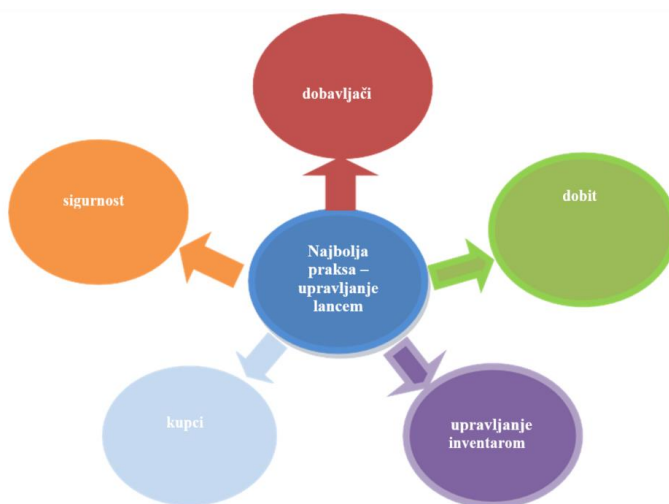 dobavljači
dobit
sigurnost
Najbolja
praksa –
upravljanje
lancem
kupci
upravljanje
inventarom